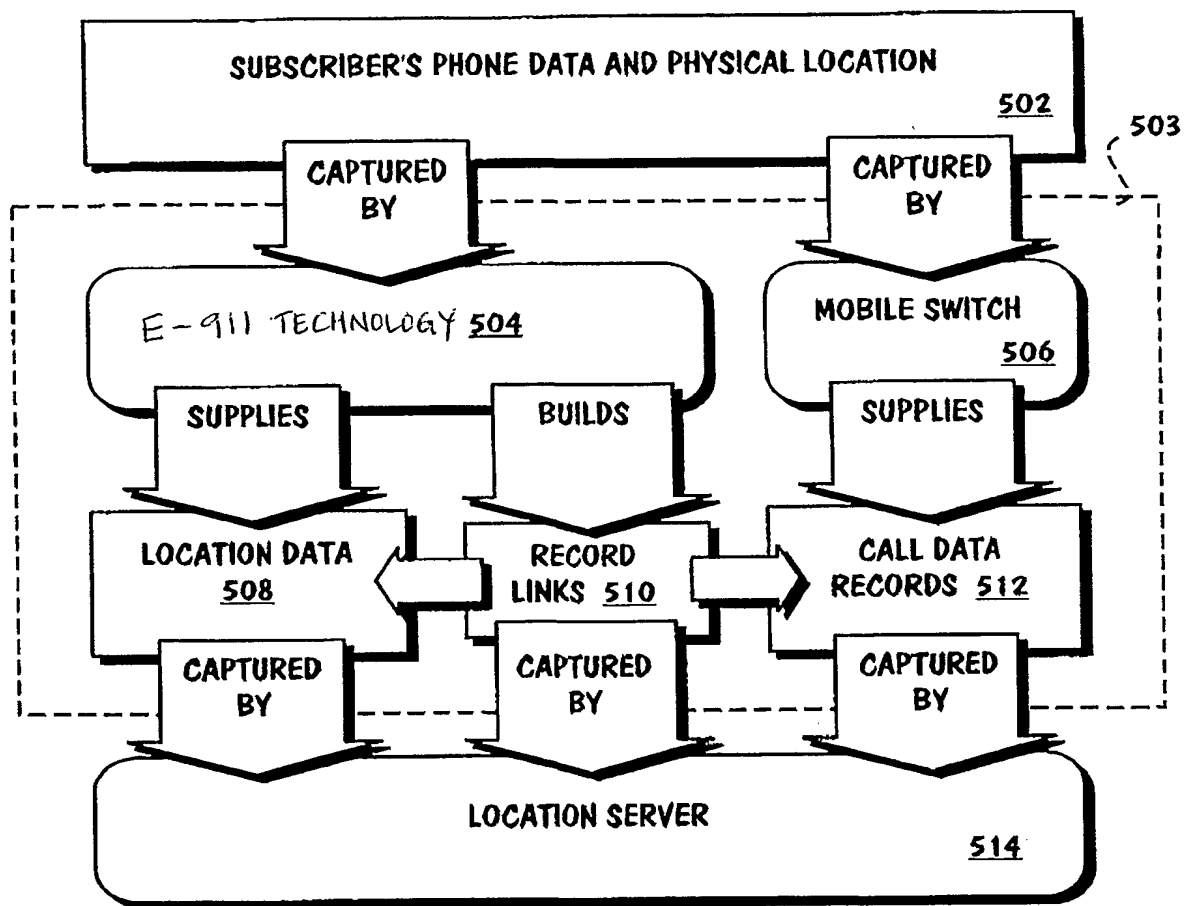 SUBSCRIBER'S PHONE DATA AND PHYSICAL LOCATION
502
503
CAPTURED
BY
CAPTURED
BY
E-911 TECHNOLOGY 504
MOBILE SWITCH
506
SUPPLIES
BUILDS
SUPPLIES
LOCATION DATA
508
RECORD
LINKS 510
CALL DATA
RECORDS 512
CAPTURED
BY
CAPTURED
BY
CAPTURED
BY
LOCATION SERVER
514